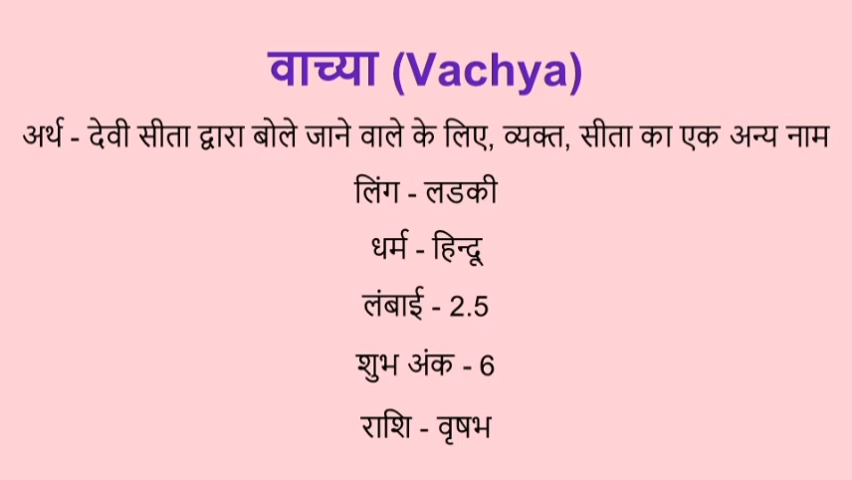 वाच्या (Vachya)
अर्थ - देवी सीता द्वारा बोले जाने वाले के लिए, व्यक्त, सीता का एक अन्य नाम
लिंग - लडकी
धर्म - हिन्दू
लंबाई - 2.5
शुभ अंक - 6
राशि - वृषभ